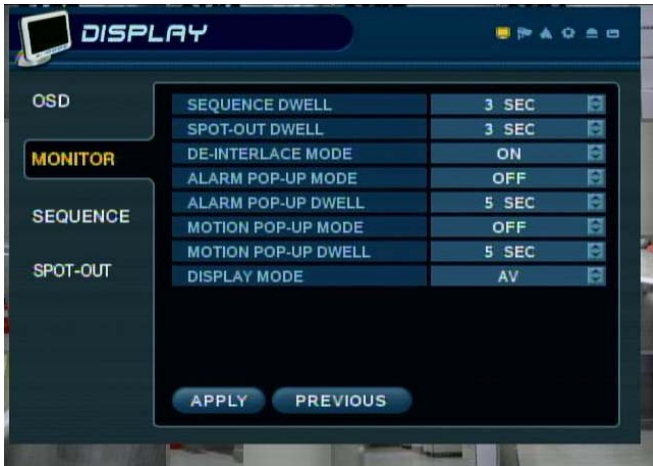 DISPLAY
OSD
MONITOR
SEQUENCE
SPOT-OUT
SEQUENCE DWELL 3 SEC
SPOT-OUT DWELL 3 SEC
DE-INTERLACE MODE ON
ALARM POP-UP MODE OFF
ALARM POP-UP DWELL 5 SEC
MOTION POP-UP MODE OFF
MOTION POP-UP DWELL 5 SEC
DISPLAY MODE AV
APPLY PREVIOUS